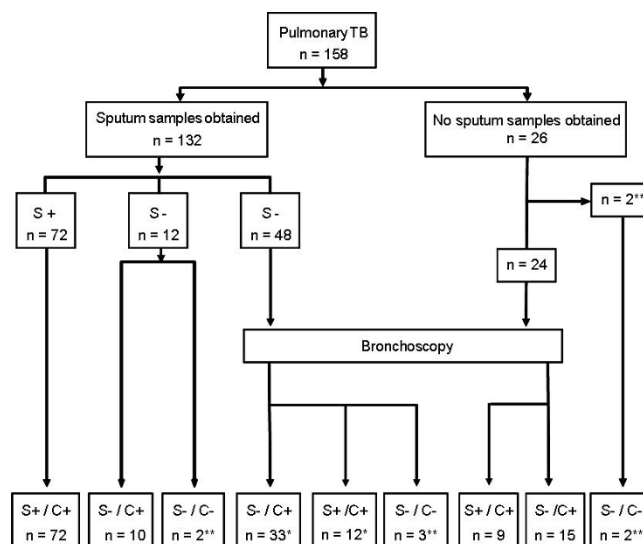 Pulmonary TB
n = 158
Sputum samples obtained
n = 132
No sputum samples obtained
n = 26
S +
n = 72
S -
n = 12
S -
n = 48
n = 2**
n = 24
Bronchoscopy
S+ / C+
n = 72
S- / C+
n = 10
S- / C-
n = 2**
S- / C+
n = 33*
S+ /C+
n = 12*
S- / C-
n = 3**
S+ / C+
n = 9
S- /C+
n = 15
S- / C-
n = 2**